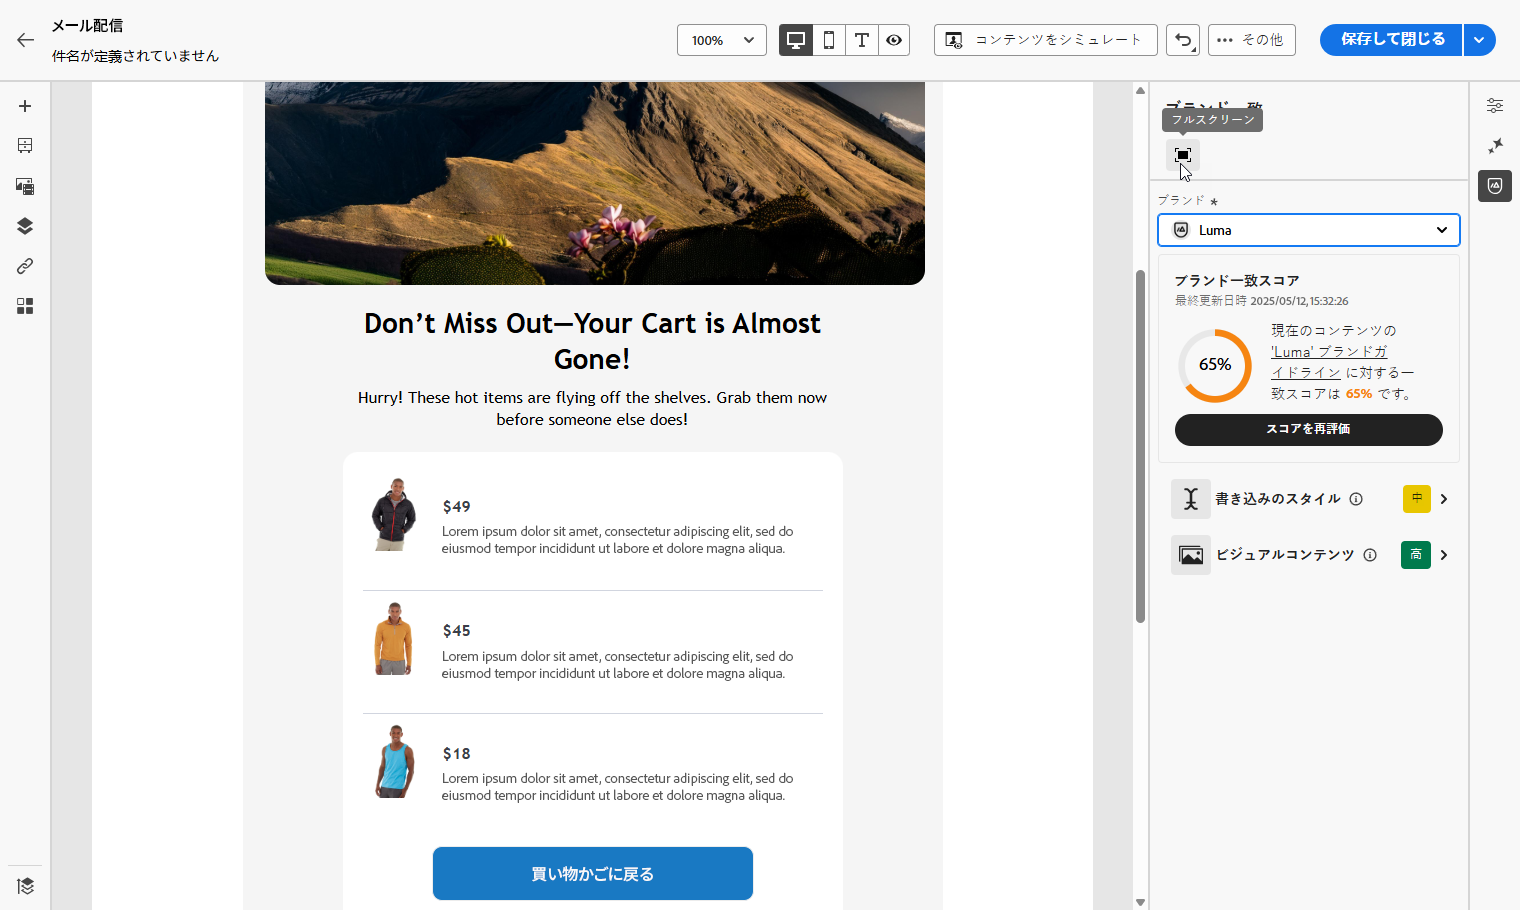 メール配信
件名が定義されていません
100%
コンテンツをシミュレート
その他
保存して閉じる
フルスクリーン
ブランド *
Luma
ブランド一致スコア
最終更新日時 2025/05/12, 15:32:26
65%
現在のコンテンツの
'Luma' ブランドガ
イドライン に対する一
致スコアは 65% です。
スコアを再評価
書き込みのスタイル
中
ビジュアルコンテンツ
高
Don't Miss Out—Your Cart is Almost
Gone!
Hurry! These hot items are flying off the shelves. Grab them now
before someone else does!
$49
Lorem ipsum dolor sit amet, consectetur adipiscing elit, sed do
eiusmod tempor incididunt ut labore et dolore magna aliqua.
$45
Lorem ipsum dolor sit amet, consectetur adipiscing elit, sed do
eiusmod tempor incididunt ut labore et dolore magna aliqua.
$18
Lorem ipsum dolor sit amet, consectetur adipiscing elit, sed do
eiusmod tempor incididunt ut labore et dolore magna aliqua.
買い物かごに戻る